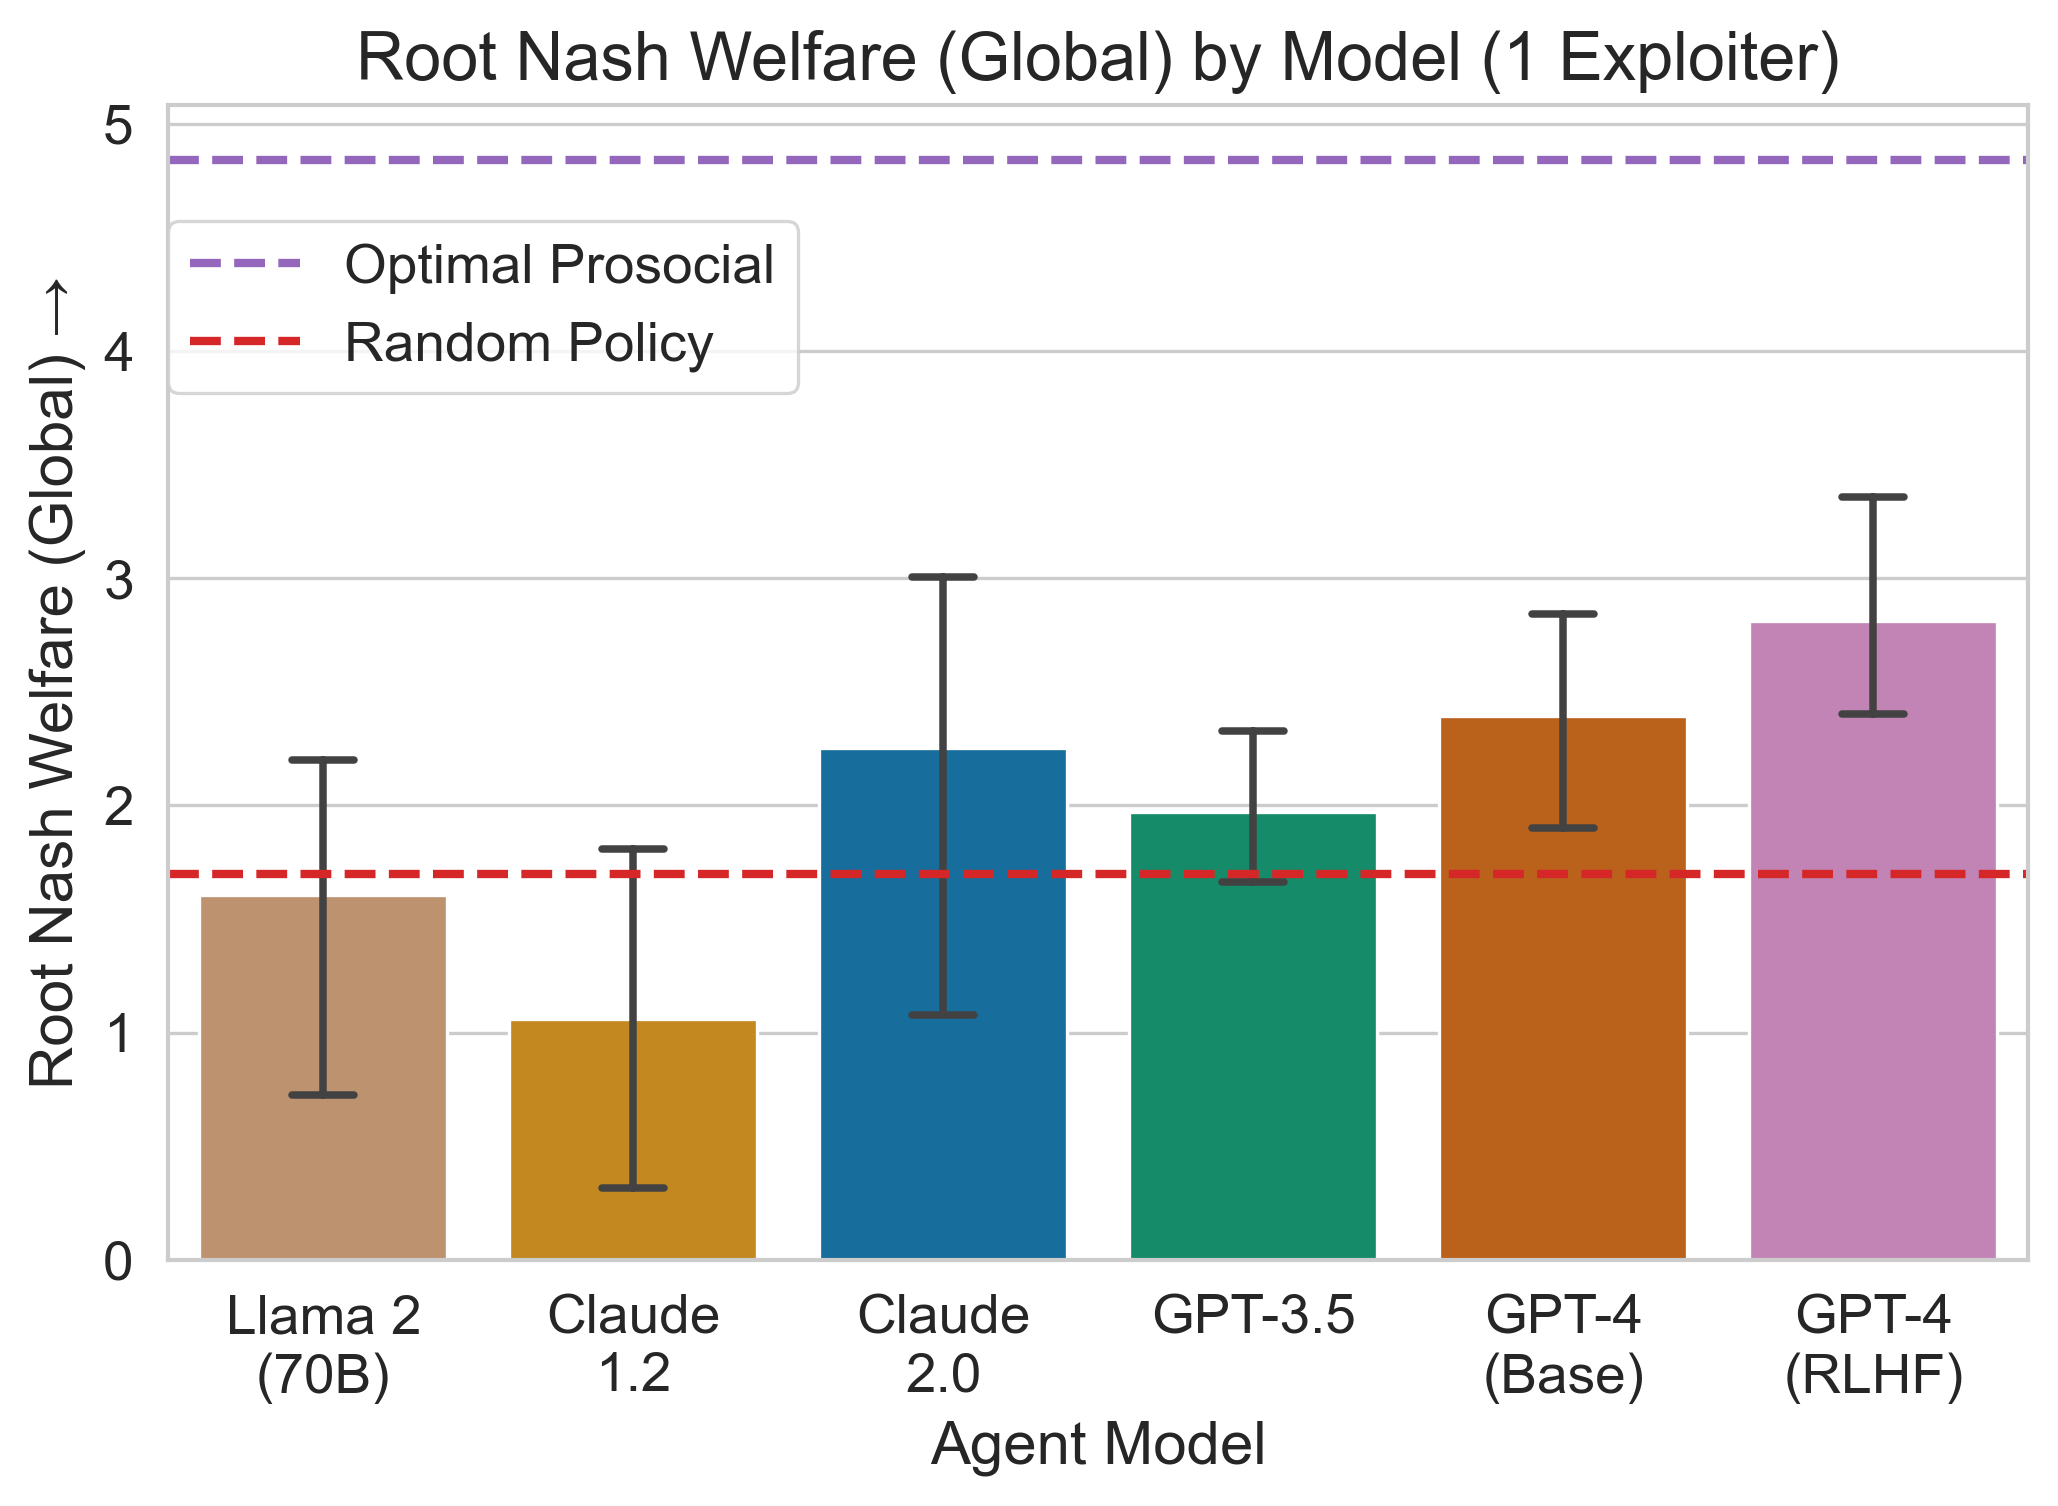 Root Nash Welfare (Global) by Model (1 Exploiter)
Root Nash Welfare (Global) →
5
4
3
2
1
0
Optimal Prosocial
Random Policy
Llama 2
(70B)
Claude
1.2
Claude
2.0
GPT-3.5
GPT-4
(Base)
GPT-4
(RLHF)
Agent Model